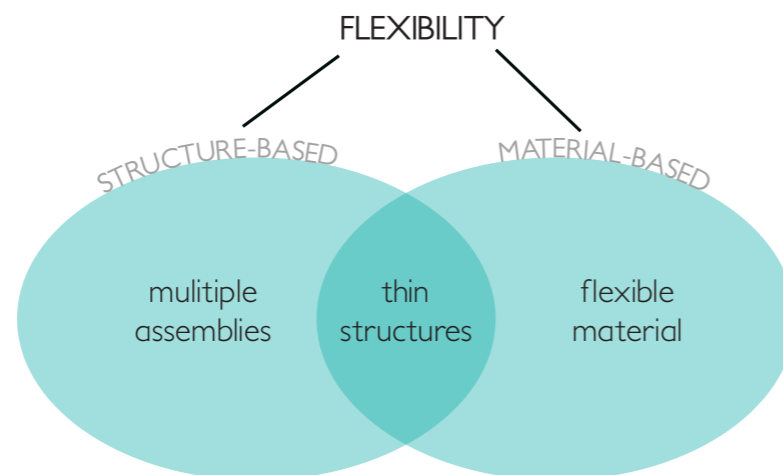 FLEXIBILITY
STRUCTURE-BASED
MATERIAL-BASED
mulitiple
assemblies
thin
structures
flexible
material